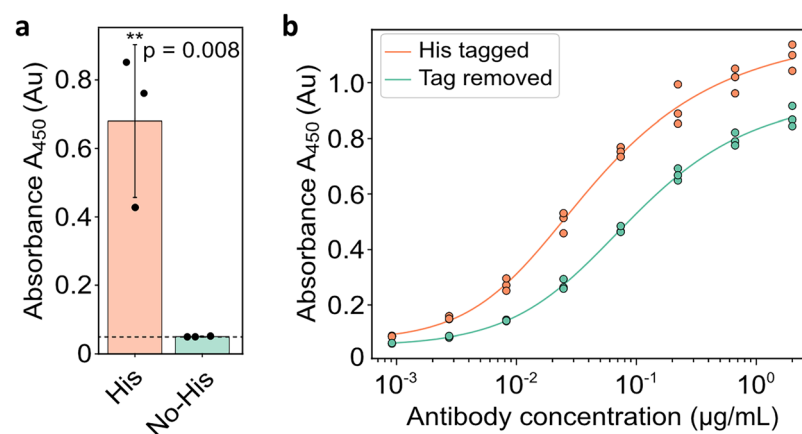 a
**
p = 0.008
Absorbance A450 (Au)
0.8
0.6
0.4
0.2
0
His
No-His
b
His tagged
Tag removed
Absorbance A450 (Au)
1.0
0.8
0.6
0.4
0.2
0
10-3
10-2
10-1
100
Antibody concentration (µg/mL)